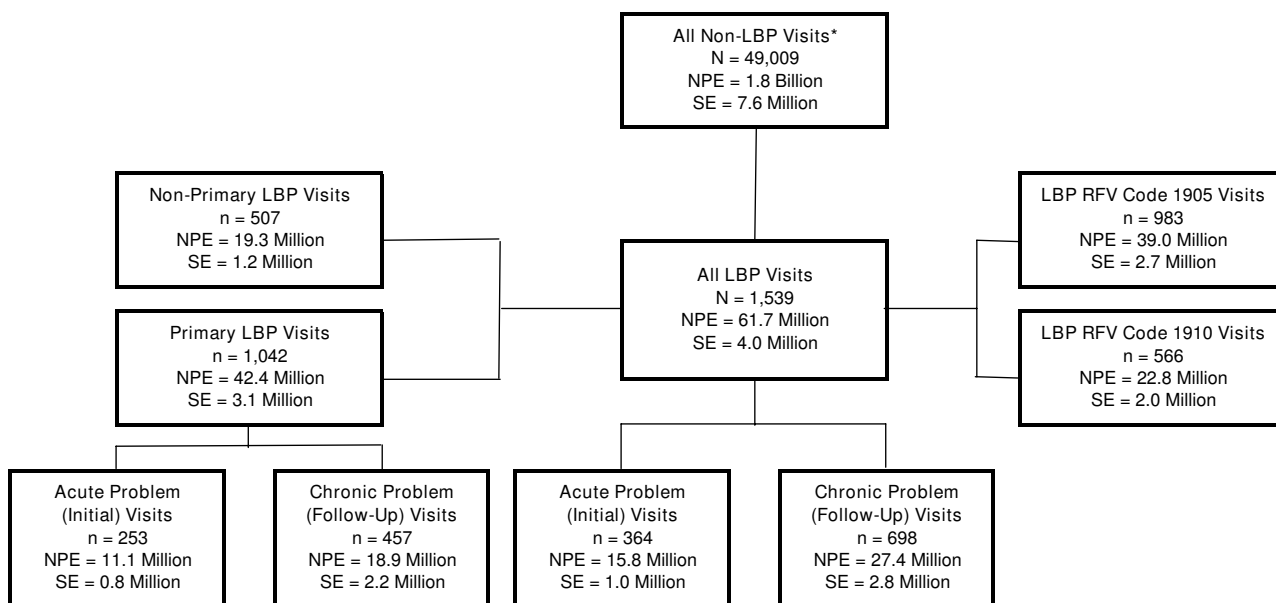 All Non-LBP Visits*
N = 49,009
NPE = 1.8 Billion
SE = 7.6 Million
Non-Primary LBP Visits
n = 507
NPE = 19.3 Million
SE = 1.2 Million
LBP RFV Code 1905 Visits
n = 983
NPE = 39.0 Million
SE = 2.7 Million
All LBP Visits
N = 1,539
NPE = 61.7 Million
SE = 4.0 Million
Primary LBP Visits
n = 1,042
NPE = 42.4 Million
SE = 3.1 Million
LBP RFV Code 1910 Visits
n = 566
NPE = 22.8 Million
SE = 2.0 Million
Acute Problem
(Initial) Visits
n = 253
NPE = 11.1 Million
SE = 0.8 Million
Chronic Problem
(Follow-Up) Visits
n = 457
NPE = 18.9 Million
SE = 2.2 Million
Acute Problem
(Initial) Visits
n = 364
NPE = 15.8 Million
SE = 1.0 Million
Chronic Problem
(Follow-Up) Visits
n = 698
NPE = 27.4 Million
SE = 2.8 Million